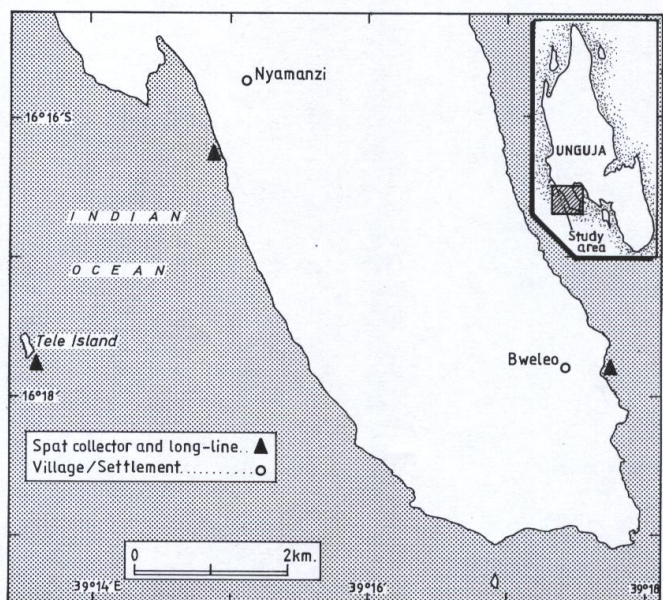 Nyamanzi
16°16'S
UNGUJA
INDIAN
OCEAN
Study
area
Tele Island
Bweleo
16°18'
Spat collector and long-line..
Village/Settlement..............
0 2km.
39°14'E 39°16' 39°18